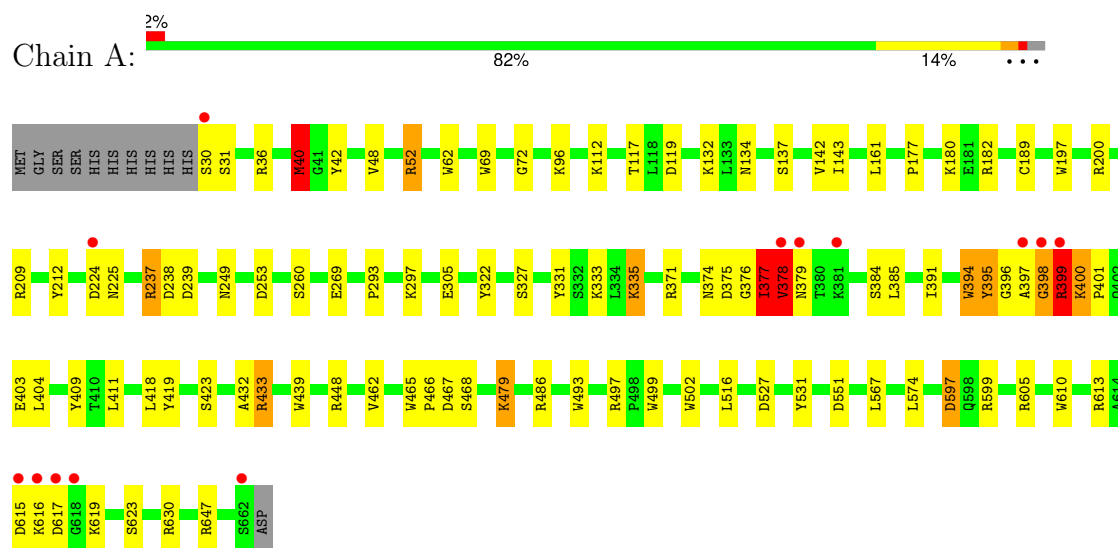 2%
Chain A:
82% 14% • • •
MET GLY SER SER HIS HIS HIS HIS HIS HIS S30 S31 R36 M40 G41 Y42 V48 R52 W62 W69 G72 K96 K112 T117 L118 D119 K132 L133 N134 S137 V142 I143 L161 P177 K180 E181 R182 C189 W197 R200
R209 Y212 D224 N225 R237 D238 D239 N249 D253 S260 E269 P293 K297 E305 Y322 S327 Y331 S332 K333 L334 K335 R371 N374 D375 G376 I377 V378 N379 T380 K381 S384 L385 I391 W394 Y395 G396 A397 G398 R399 K400 P401
E403 L404 Y409 T410 L411 L418 Y419 S423 A432 R433 W439 R448 V462 W465 P466 D467 S468 K479 R486 W493 R497 P498 W499 W502 L516 D527 Y531 D551 L567 L574 D597 Q598 R599 R605 W610 R613
D615 K616 D617 G618 K619 S623 R630 R647 S662 ASP